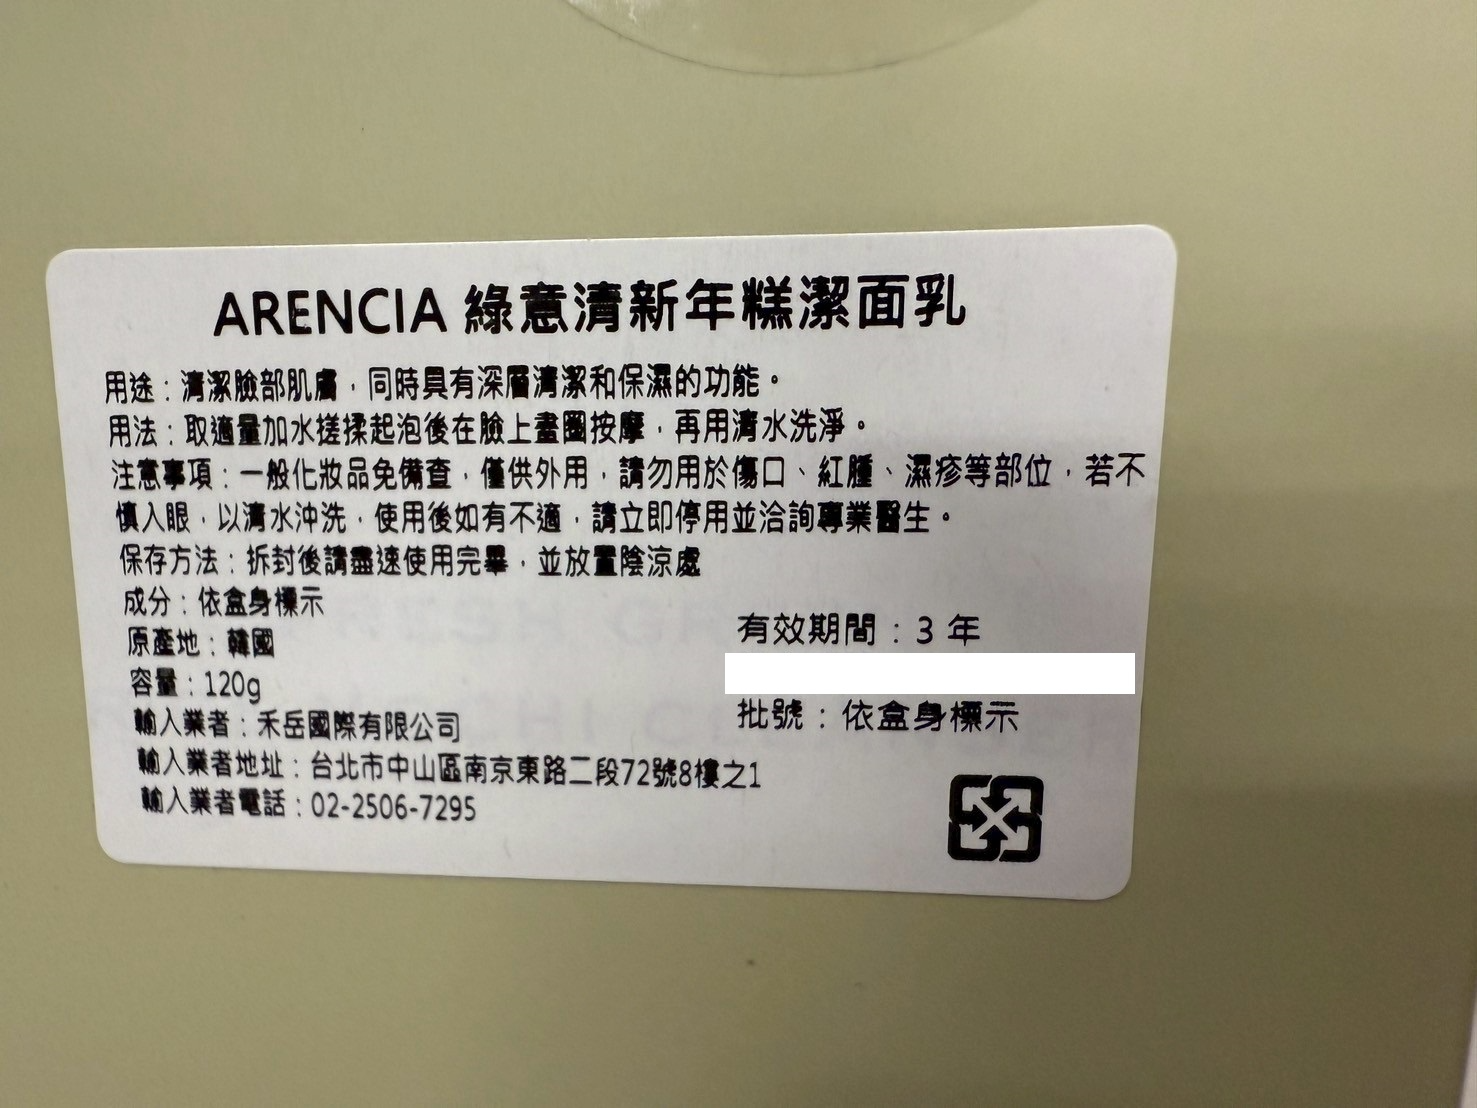 ARENCIA 綠意清新年糕潔面乳
用途：清潔臉部肌膚，同時具有深層清潔和保濕的功能。
用法：取適量加水搓揉起泡後在臉上畫圈按摩，再用清水洗淨。
注意事項：一般化妝品免備查，僅供外用，請勿用於傷口、紅腫、濕疹等部位，若不
慎入眼，以清水沖洗，使用後如有不適，請立即停用並洽詢專業醫生。
保存方法：拆封後請盡速使用完畢，並放置陰涼處
成分：依盒身標示
原產地：韓國
容量：120g
輸入業者：禾岳國際有限公司
輸入業者地址：台北市中山區南京東路二段72號8樓之1
輸入業者電話：02-2506-7295
有效期間：3 年
批號：依盒身標示